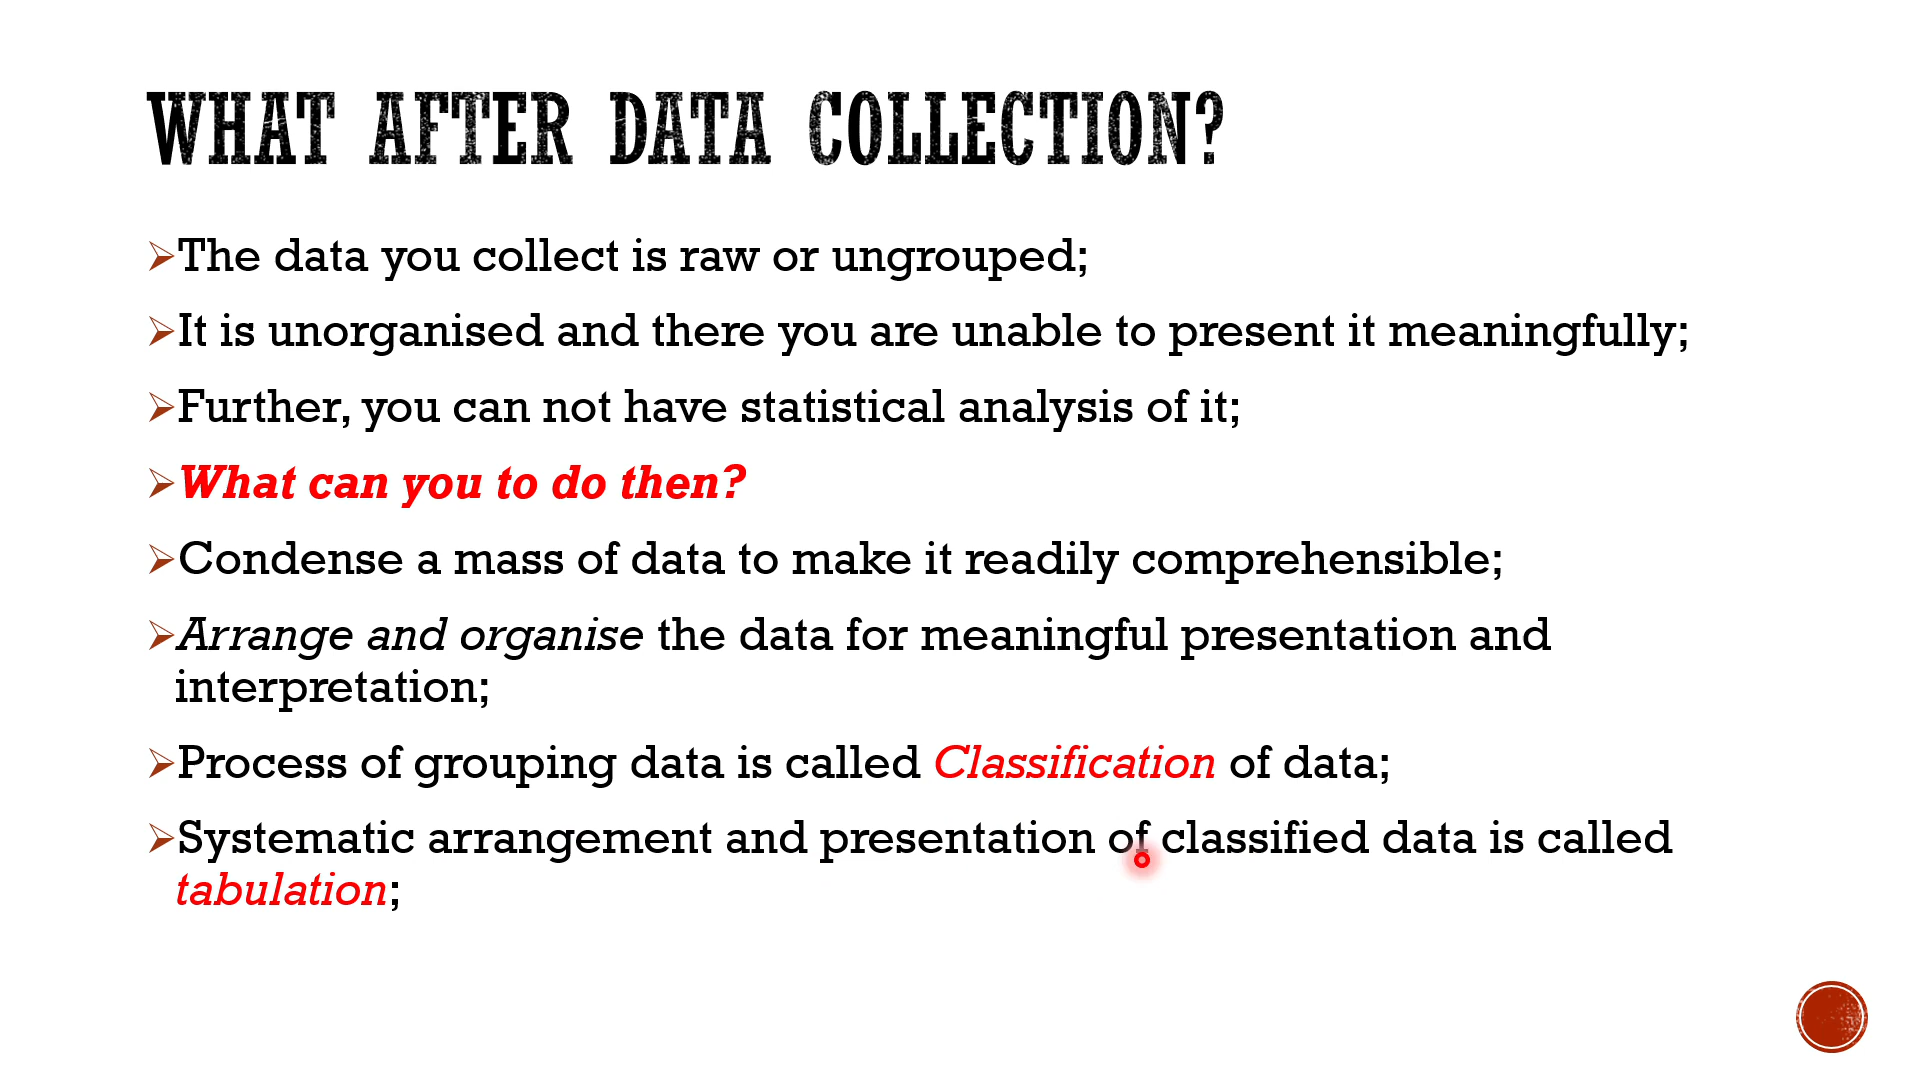 WHAT AFTER DATA COLLECTION?
The data you collect is raw or ungrouped;
It is unorganised and there you are unable to present it meaningfully;
Further, you can not have statistical analysis of it;
What can you to do then?
Condense a mass of data to make it readily comprehensible;
Arrange and organise the data for meaningful presentation and
interpretation;
Process of grouping data is called Classification of data;
Systematic arrangement and presentation of classified data is called
tabulation;